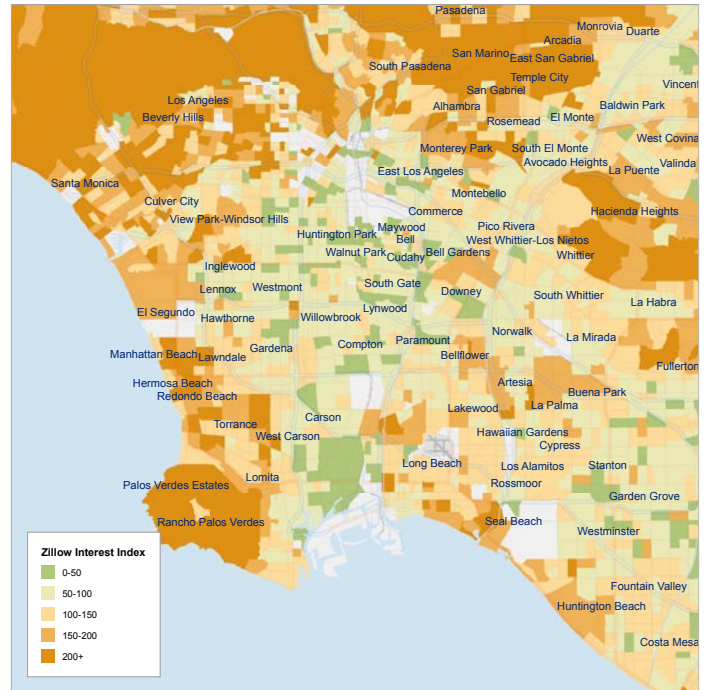 Pasadena
Monrovia
Duarte
Arcadia
San Marino
East San Gabriel
South Pasadena
Temple City
Vincent
San Gabriel
Los Angeles
Alhambra
Baldwin Park
Beverly Hills
Rosemead
El Monte
West Covina
Monterey Park
South El Monte
Avocado Heights
Valinda
East Los Angeles
La Puente
Santa Monica
Montebello
Culver City
Commerce
Hacienda Heights
View Park-Windsor Hills
Maywood
Pico Rivera
Huntington Park
Bell
West Whittier-Los Nietos
Walnut Park
Cudahy
Bell Gardens
Whittier
Inglewood
South Gate
Lennox
Westmont
Downey
South Whittier
La Habra
El Segundo
Hawthorne
Willowbrook
Lynwood
Norwalk
La Mirada
Compton
Paramount
Gardena
Manhattan Beach
Lawndale
Bellflower
Fullerton
Hermosa Beach
Artesia
Redondo Beach
Buena Park
Lakewood
La Palma
Carson
Torrance
West Carson
Hawaiian Gardens
Cypress
Long Beach
Los Alamitos
Stanton
Lomita
Palos Verdes Estates
Rossmoor
Garden Grove
Rancho Palos Verdes
Seal Beach
Westminster
Zillow Interest Index
0-50
50-100
100-150
150-200
200+
Fountain Valley
Huntington Beach
Costa Mesa